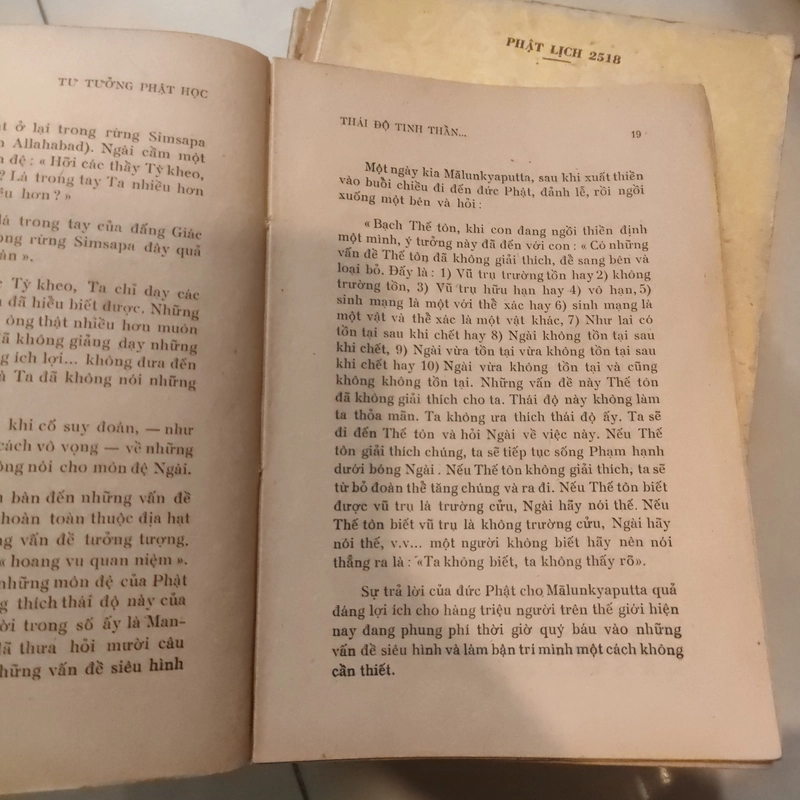 PHẬT LỊCH 2518
TƯ TƯỞNG PHẬT HỌC
ở lại trong rừng Simsapa
Allahabad). Ngài cầm một
đệ : « Hỡi các thầy Tỳ kheo,
? Lá trong tay Ta nhiều hơn
hơn ? »
lá trong tay của đấng Giác
rừng Simsapa đầy quả
».
Tỳ kheo, Ta chỉ dạy các
đã hiểu biết được. Những
ông thật nhiều hơn muôn
đã không giảng dạy những
ích lợi... không đưa đến
Ta đã không nói những
khi cố suy đoán, — như
cách vô vọng — về những
nói cho môn đệ Ngài.
bàn đến những vấn đề
hoàn toàn thuộc địa hạt
vấn đề tưởng tượng.
« hoang vu quan niệm ».
những môn đệ của Phật
thích thái độ này của
trong số ấy là Man-
đã thưa hỏi mười câu
những vấn đề siêu hình
THÁI ĐỘ TINH THẦN... 19
Một ngày kia Mālunkyaputta, sau khi xuất thiền
vào buổi chiều đi đến đức Phật, đảnh lễ, rồi ngồi
xuống một bên và hỏi :
« Bạch Thế tôn, khi con đang ngồi thiền định
một mình, ý tưởng này đã đến với con : « Có những
vấn đề Thế tôn đã không giải thích, để sang bên và
loại bỏ. Đấy là : 1) Vũ trụ trường tồn hay 2) không
trường tồn, 3) Vũ trụ hữu hạn hay 4) vô hạn, 5)
sinh mạng là một với thể xác hay 6) sinh mạng là
một vật và thể xác là một vật khác, 7) Như lai có
tồn tại sau khi chết hay 8) Ngài không tồn tại sau
khi chết, 9) Ngài vừa tồn tại vừa không tồn tại sau
khi chết hay 10) Ngài vừa không tồn tại và cũng
không không tồn tại. Những vấn đề này Thế tôn
đã không giải thích cho ta. Thái độ này không làm
ta thỏa mãn. Ta không ưa thích thái độ ấy. Ta sẽ
đi đến Thế tôn và hỏi Ngài về việc này. Nếu Thế
tôn giải thích chúng, ta sẽ tiếp tục sống Phạm hạnh
dưới bóng Ngài . Nếu Thế tôn không giải thích, ta sẽ
từ bỏ đoàn thể tăng chúng và ra đi. Nếu Thế tôn biết
được vũ trụ là trường cửu, Ngài hãy nói thế. Nếu
Thế tôn biết vũ trụ là không trường cửu, Ngài hãy
nói thế, v.v... một người không biết hãy nên nói
thẳng ra là : «Ta không biết, ta không thấy rõ».
Sự trả lời của đức Phật cho Mālunkyaputta quả
đáng lợi ích cho hàng triệu người trên thế giới hiện
nay đang phung phí thời giờ quý báu vào những
vấn đề siêu hình và làm bận trí mình một cách không
cần thiết.